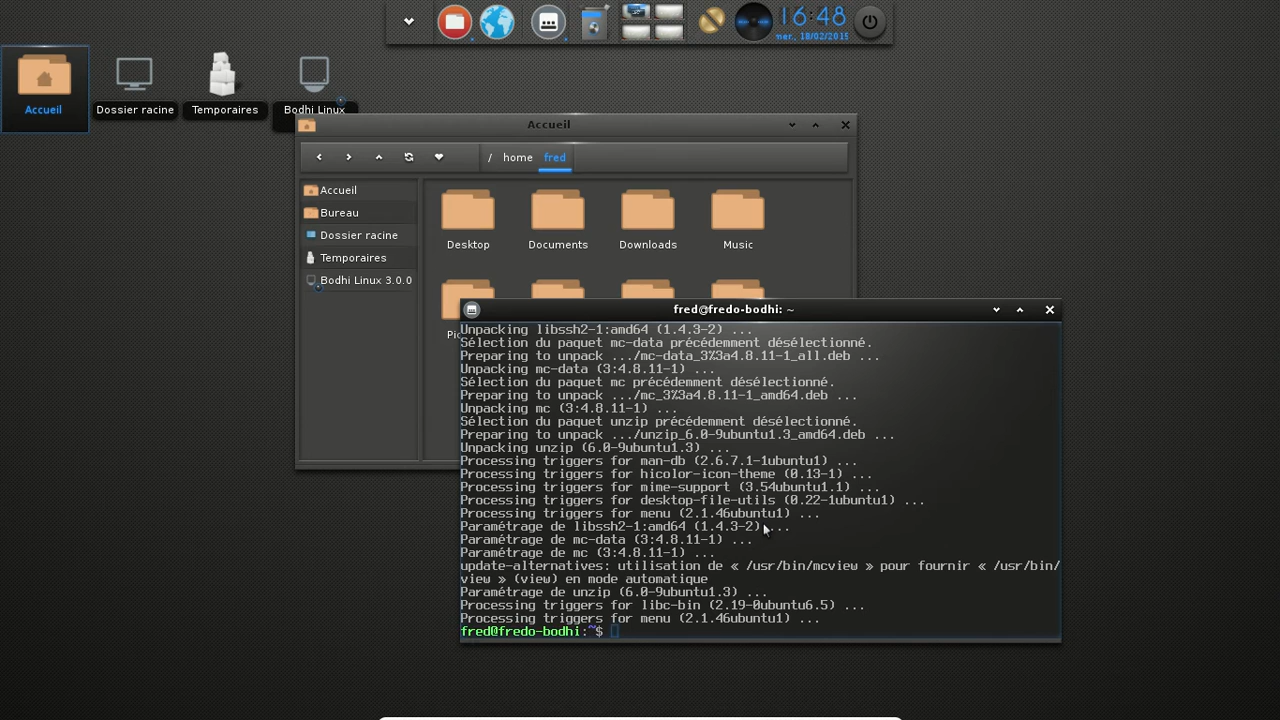 16:48
mer., 18/02/2015
Accueil
Dossier racine
Temporaires
Bodhi Linux
Accueil
/ home fred
Accueil
Bureau
Dossier racine
Temporaires
Bodhi Linux 3.0.0
Desktop
Documents
Downloads
Music
fred@fredo-bodhi: ~
Unpacking libssh2-1:amd64 (1.4.3-2) ...
Sélection du paquet mc-data précédemment désélectionné.
Preparing to unpack .../mc-data_3%3a4.8.11-1_all.deb ...
Unpacking mc-data (3:4.8.11-1) ...
Sélection du paquet mc précédemment désélectionné.
Preparing to unpack .../mc_3%3a4.8.11-1_amd64.deb ...
Unpacking mc (3:4.8.11-1) ...
Sélection du paquet unzip précédemment désélectionné.
Preparing to unpack .../unzip_6.0-9ubuntu1.3_amd64.deb ...
Unpacking unzip (6.0-9ubuntu1.3) ...
Processing triggers for man-db (2.6.7.1-1ubuntu1) ...
Processing triggers for hicolor-icon-theme (0.13-1) ...
Processing triggers for mime-support (3.54ubuntu1.1) ...
Processing triggers for desktop-file-utils (0.22-1ubuntu1) ...
Processing triggers for menu (2.1.46ubuntu1) ...
Paramétrage de libssh2-1:amd64 (1.4.3-2) ...
Paramétrage de mc-data (3:4.8.11-1) ...
Paramétrage de mc (3:4.8.11-1) ...
update-alternatives: utilisation de « /usr/bin/mcview » pour fournir « /usr/bin/
view » (view) en mode automatique
Paramétrage de unzip (6.0-9ubuntu1.3) ...
Processing triggers for libc-bin (2.19-0ubuntu6.5) ...
Processing triggers for menu (2.1.46ubuntu1) ...
fred@fredo-bodhi:~$